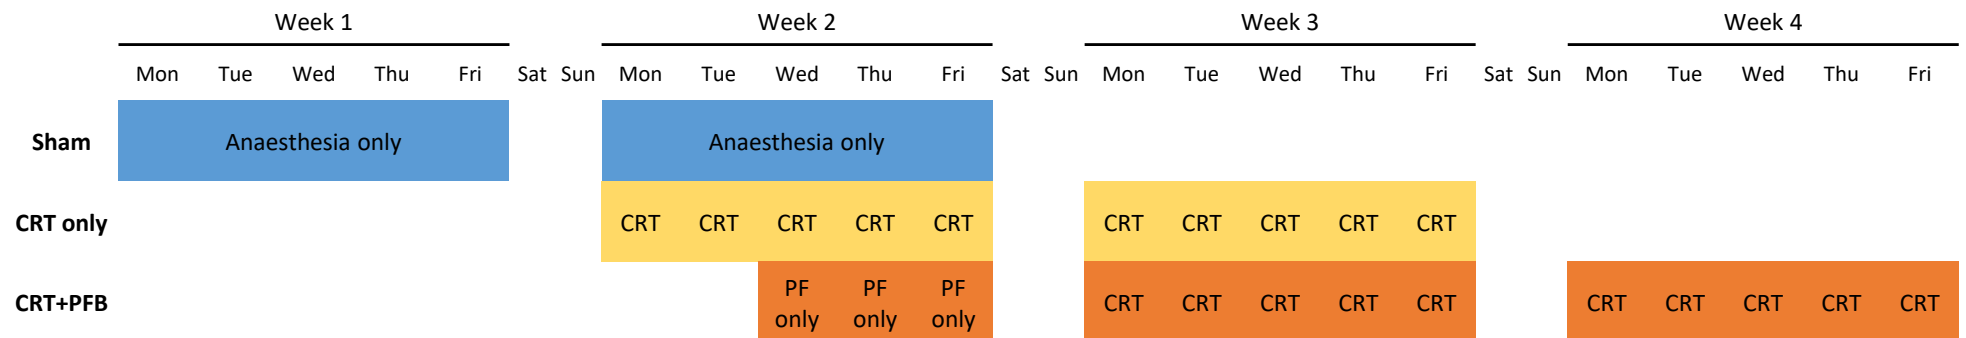 Week 1 Week 2 Week 3 Week 4
Mon Tue Wed Thu Fri Sat Sun Mon Tue Wed Thu Fri Sat Sun Mon Tue Wed Thu Fri Sat Sun Mon Tue Wed Thu Fri
Sham Anaesthesia only Anaesthesia only
CRT only CRT CRT CRT CRT CRT CRT CRT CRT CRT CRT
CRT+PFB PF only PF only PF only CRT CRT CRT CRT CRT CRT CRT CRT CRT CRT